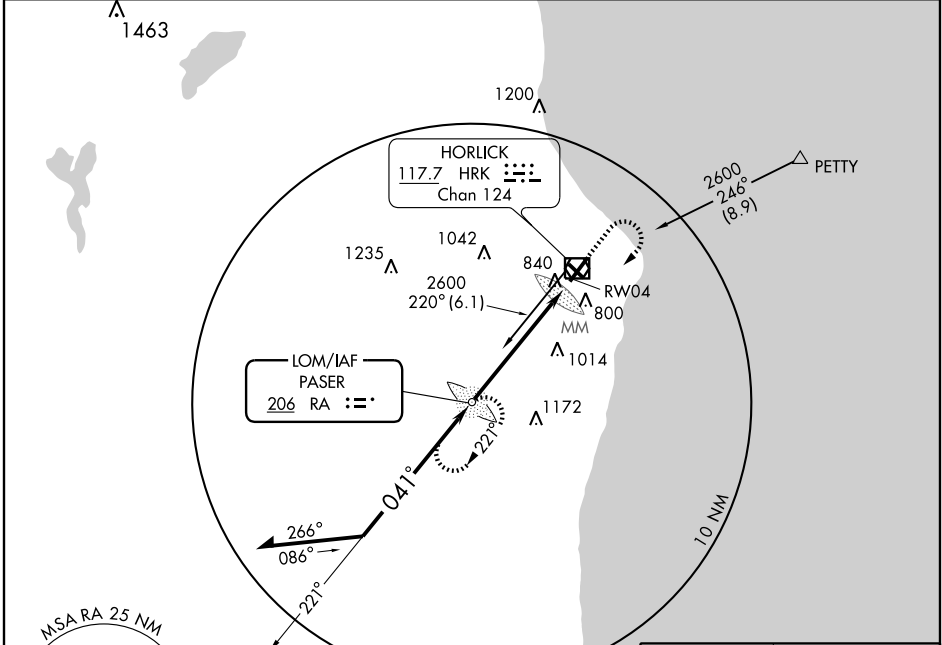 1463
1200
HORLICK
117.7 HRK
Chan 124
2600
246°
(8.9)
PETTY
1235
1042
840
2600
220° (6.1)
RW04
800
MM
1014
LOM/IAF
PASER
206 RA
1172
221°
041°
266°
086°
221°
10 NM
MSA RA 25 NM